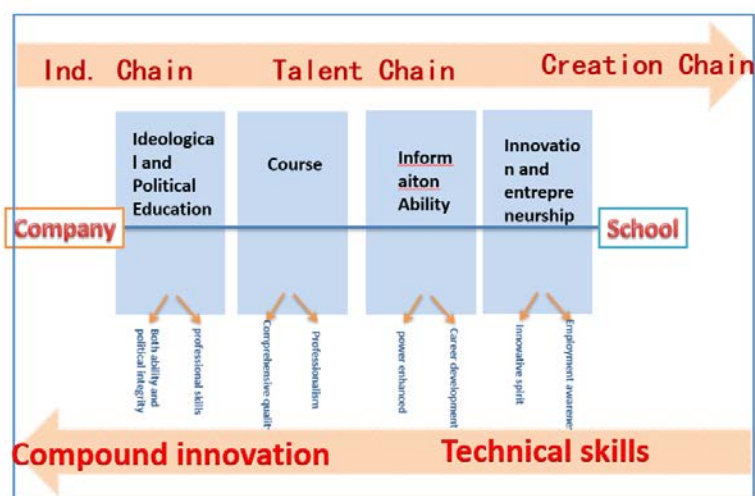 Ind. Chain
Talent Chain
Creation Chain
Ideologica
l and
Political
Education
Course
Inform
aiton
Ability
Innovatio
n and
entrepre
neurship
Company
School
Both ability and
political integrity
professional skills
Comprehensive quality
Professionalism
power enhanced
Career development
Innovative spirit
Employment awarene
Compound innovation
Technical skills